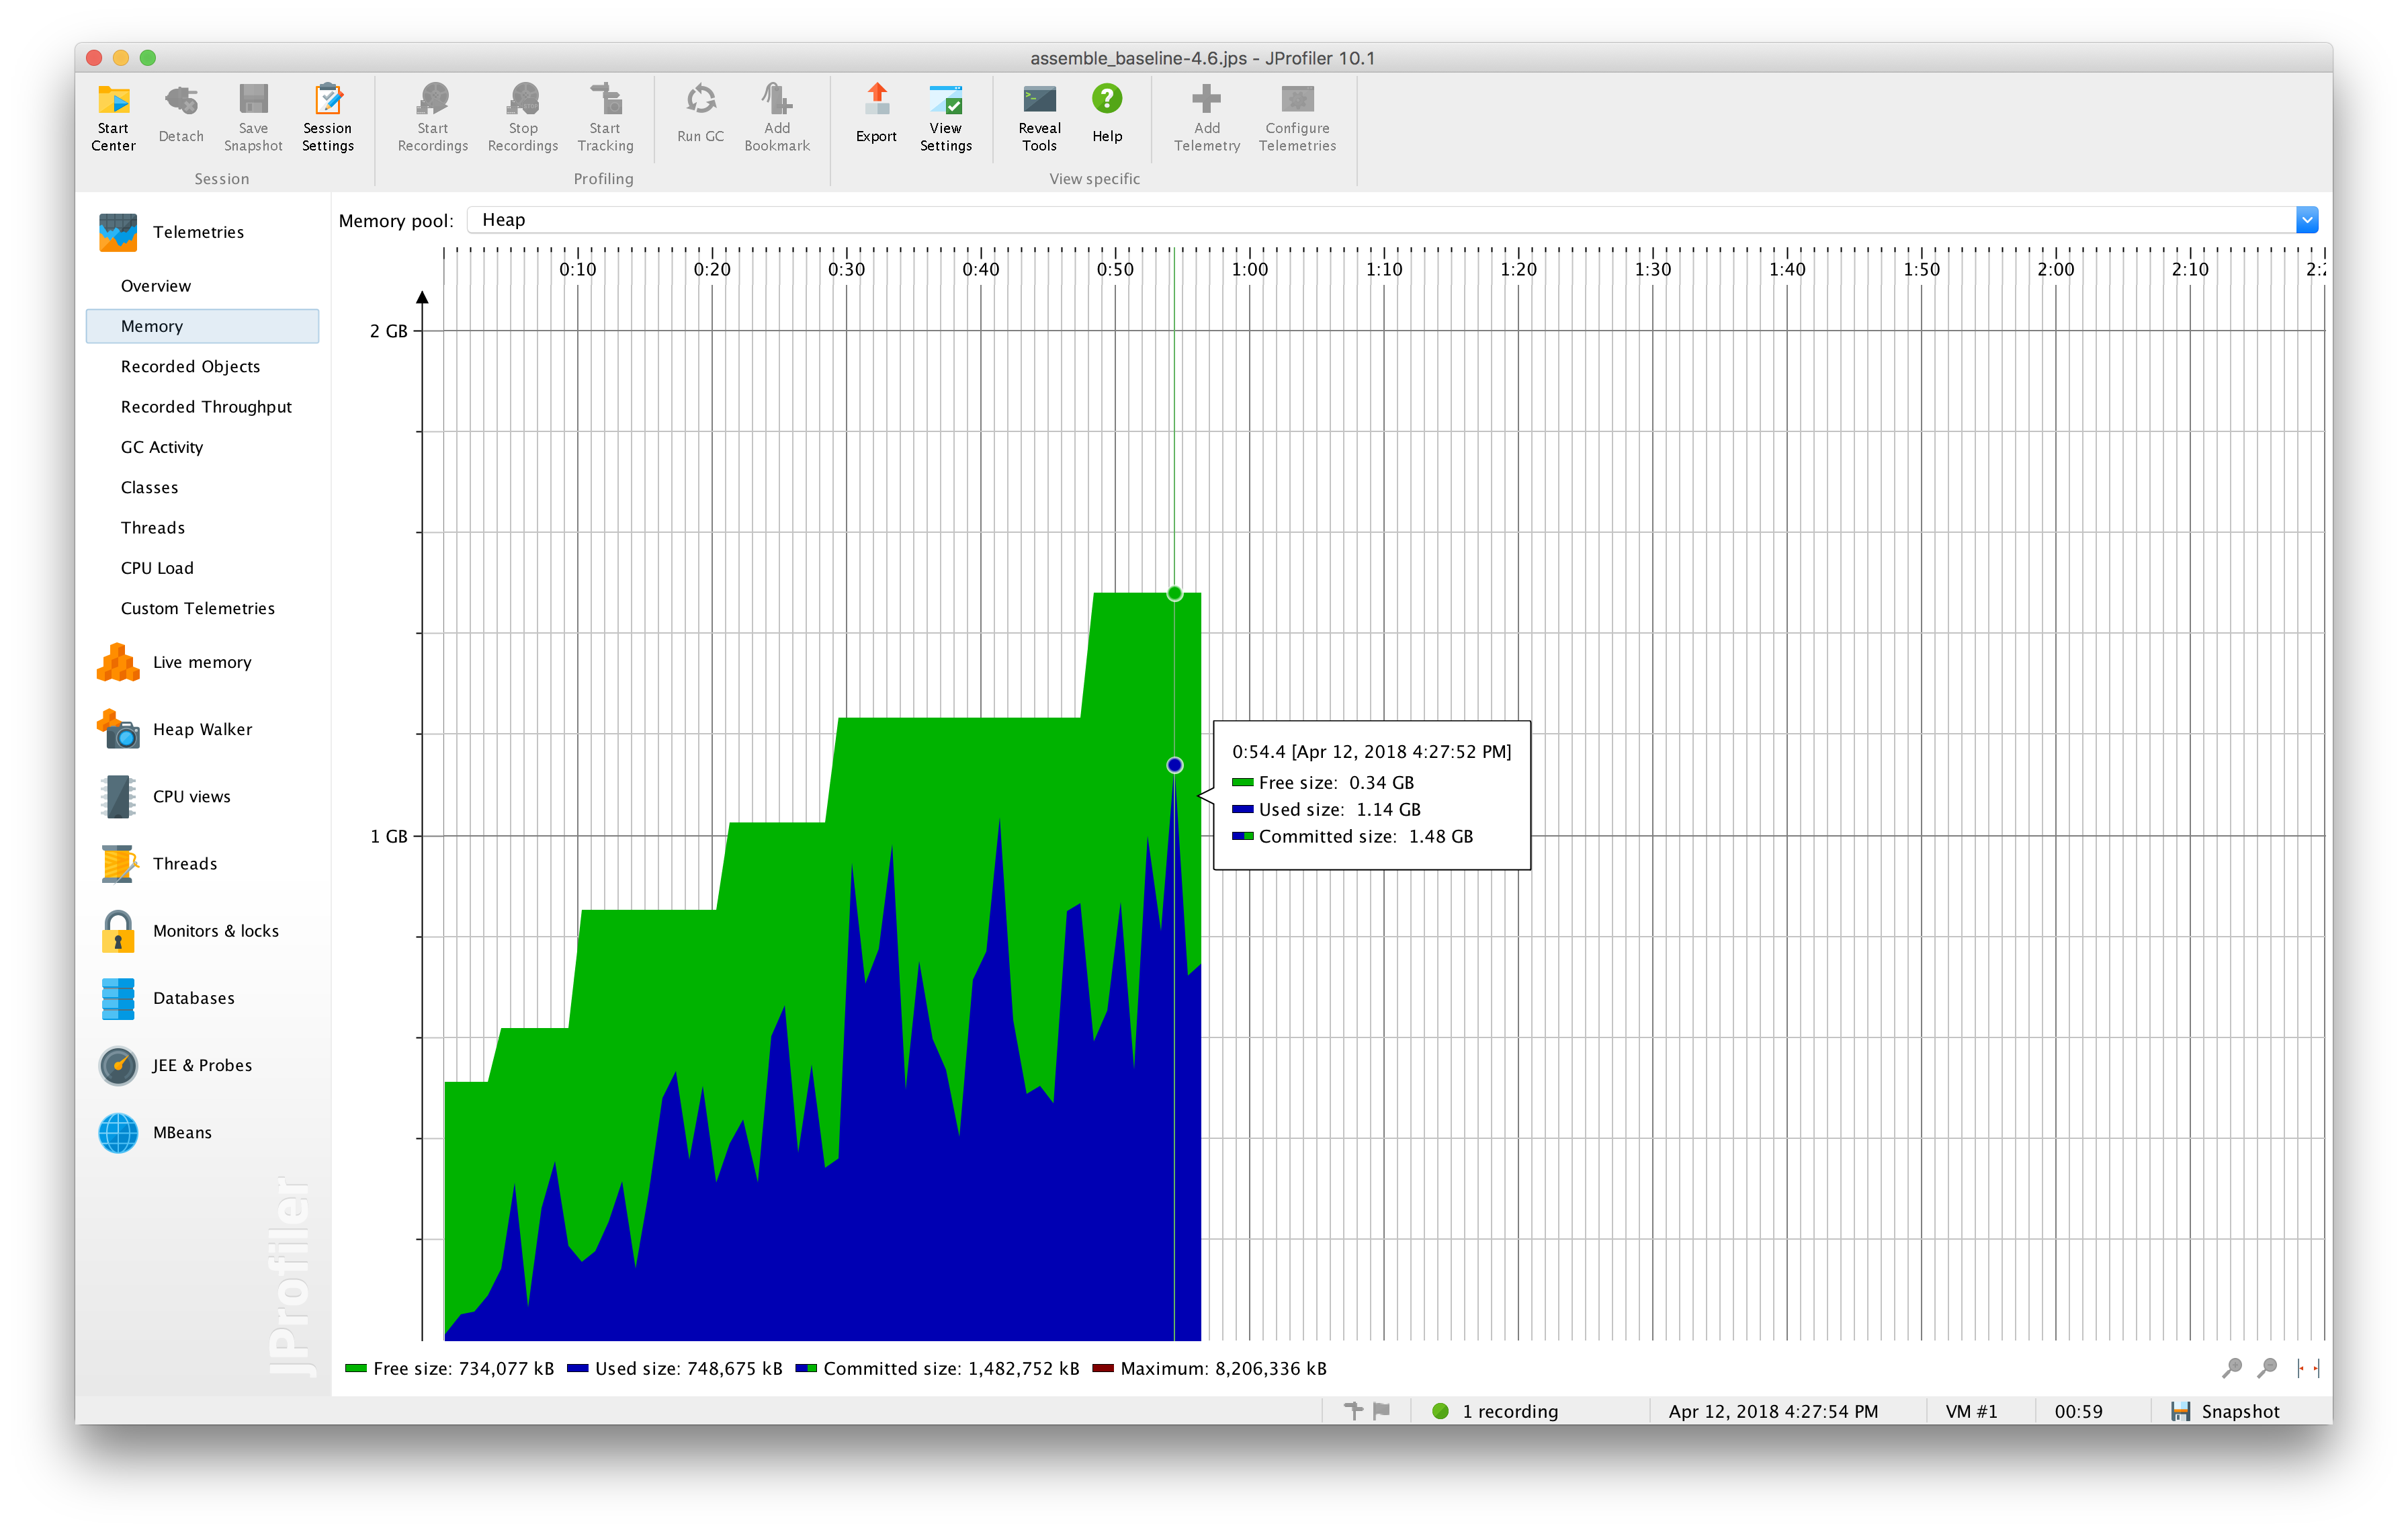 assemble_baseline-4.6.jps - JProfiler 10.1
Start Center
Detach
Save Snapshot
Session Settings
Start Recordings
Stop Recordings
Start Tracking
Run GC
Add Bookmark
Export
View Settings
Reveal Tools
Help
Add Telemetry
Configure Telemetries
Session
Profiling
View specific
Telemetries
Overview
Memory
Recorded Objects
Recorded Throughput
GC Activity
Classes
Threads
CPU Load
Custom Telemetries
Live memory
Heap Walker
CPU views
Threads
Monitors & locks
Databases
JEE & Probes
MBeans
JProfiler
Memory pool: Heap
0:10 0:20 0:30 0:40 0:50 1:00 1:10 1:20 1:30 1:40 1:50 2:00 2:10
2 GB
1 GB
0:54.4 [Apr 12, 2018 4:27:52 PM]
Free size: 0.34 GB
Used size: 1.14 GB
Committed size: 1.48 GB
Free size: 734,077 kB Used size: 748,675 kB Committed size: 1,482,752 kB Maximum: 8,206,336 kB
1 recording Apr 12, 2018 4:27:54 PM VM #1 00:59 Snapshot